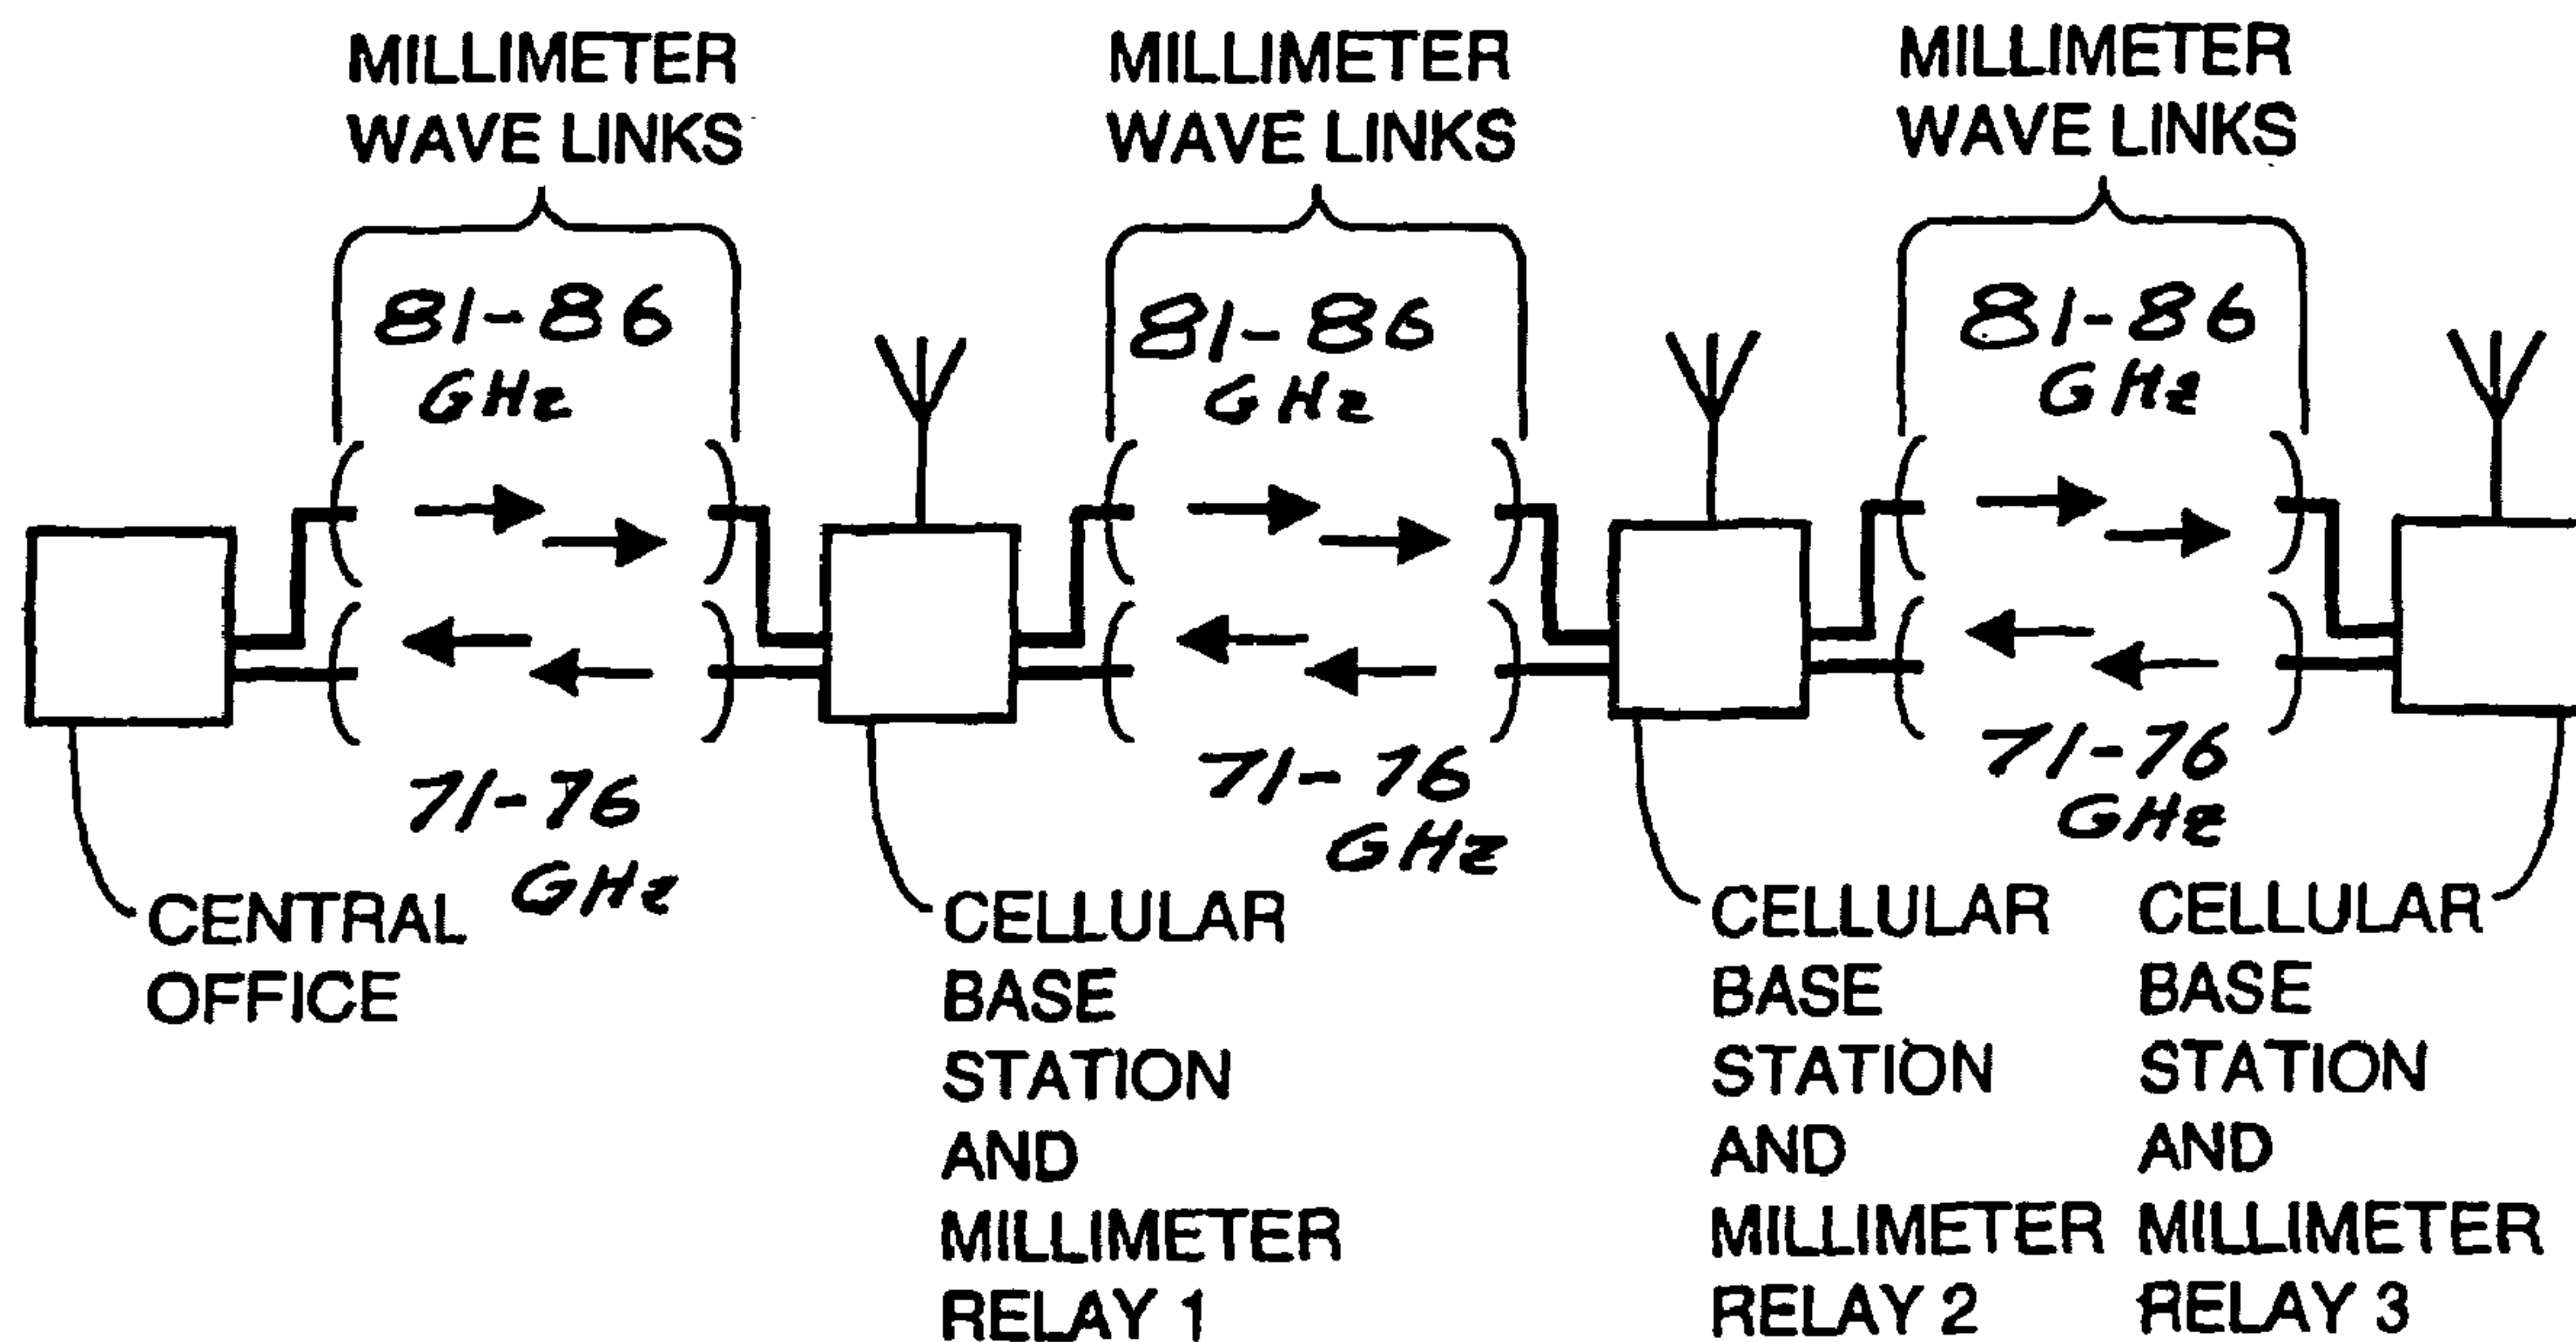 MILLIMETER
WAVE LINKS
MILLIMETER
WAVE LINKS
MILLIMETER
WAVE LINKS
81-86
GHz
81-86
GHz
81-86
GHz
71-76
GHz
71-76
GHz
71-76
GHz
CENTRAL
OFFICE
CELLULAR
BASE
STATION
AND
MILLIMETER
RELAY 1
CELLULAR
BASE
STATION
AND
MILLIMETER
RELAY 2
CELLULAR
BASE
STATION
AND
MILLIMETER
RELAY 3